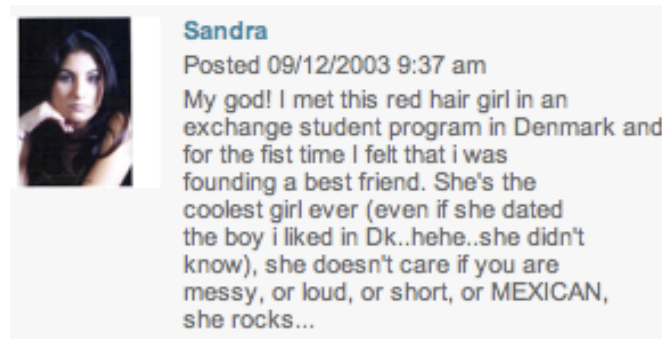 Sandra
Posted 09/12/2003 9:37 am
My god! I met this red hair girl in an
exchange student program in Denmark and
for the fist time I felt that i was
founding a best friend. She's the
coolest girl ever (even if she dated
the boy i liked in Dk..hehe..she didn't
know), she doesn't care if you are
messy, or loud, or short, or MEXICAN,
she rocks...